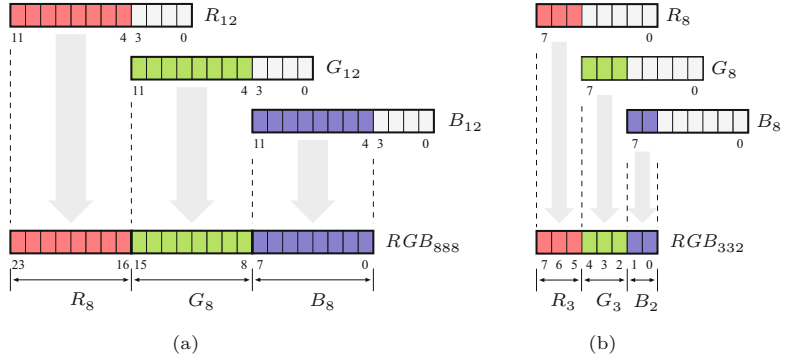 R12 R8
11 4 3 0 7 0
G12 G8
11 4 3 0 7 0
B12 B8
11 4 3 0 7 0
RGB888 RGB332
23 16 15 8 7 0 7 6 5 4 3 2 1 0
R8 G8 B8 R3 G3 B2
(a) (b)